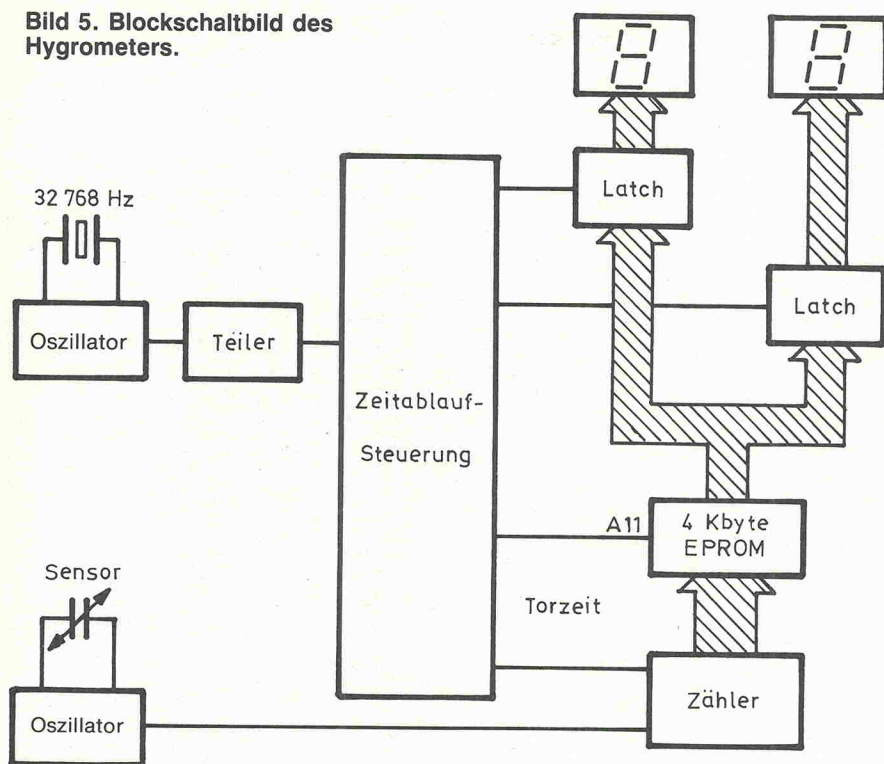 Bild 5. Blockschaltbild des
Hygrometers.
32 768 Hz
Latch
Oszillator
Teiler
Latch
Zeitablauf-
Steuerung
A11
4 Kbyte
EPROM
Sensor
Torzeit
Zähler
Oszillator